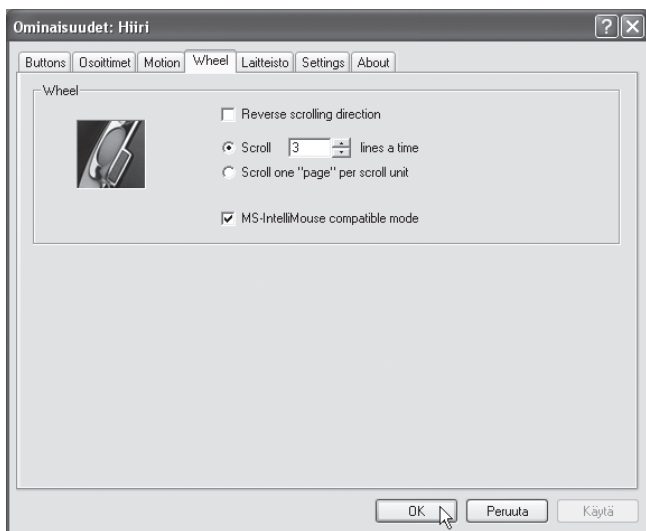 Ominaisuudet: Hiiri
Buttons Osoittimet Motion Wheel Laitteisto Settings About
Wheel
Reverse scrolling direction
Scroll 3 lines a time
Scroll one "page" per scroll unit
MS-IntelliMouse compatible mode
OK Peruuta Käytä